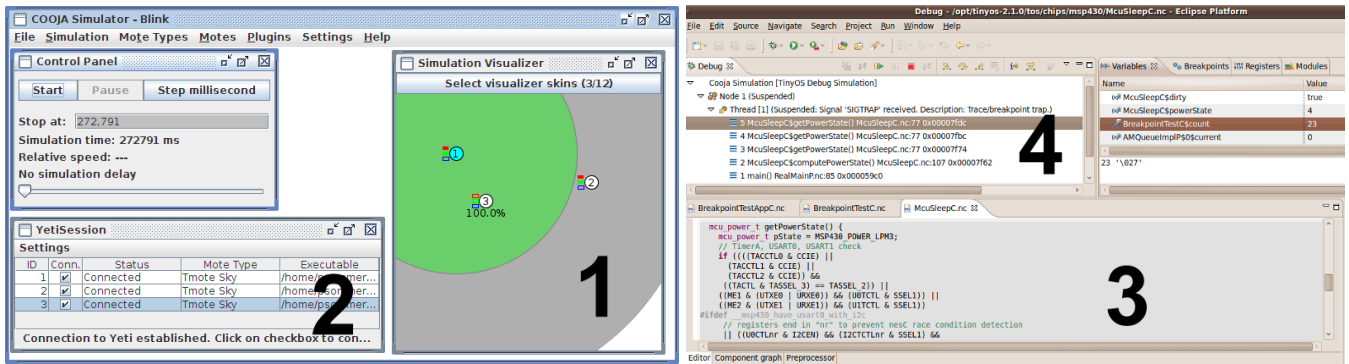 COOJA Simulator - Blink
File Simulation Mote Types Motes Plugins Settings Help
Control Panel
Start Pause Step millisecond
Stop at: 272,791
Simulation time: 272791 ms
Relative speed: ---
No simulation delay
YetiSession
Settings
ID Conn. Status Mote Type Executable
1 Connected Tmote Sky
2 Connected Tmote Sky
3 Connected Tmote Sky
Connection to Yeti established. Click on checkbox to con...
2
Simulation Visualizer
Select visualizer skins (3/12)
1
2
3
100.0%
1
Debug - /opt/tinyos-2.1.0/tos/chips/msp430/McuSleepC.nc - Eclipse Platform
File Edit Source Navigate Search Project Run Window Help
Debug
Cooja Simulation [TinyOS Debug Simulation]
Node 1 (Suspended)
Thread [1] (Suspended: Signal 'SIGTRAP' received. Description: Trace/breakpoint trap.)
5 McuSleepC$getPowerState() McuSleepC.nc:77 0x00007fdc
4 McuSleepC$getPowerState() McuSleepC.nc:77 0x00007fbc
3 McuSleepC$getPowerState() McuSleepC.nc:77 0x00007f74
2 McuSleepC$computePowerState() McuSleepC.nc:107 0x00007f62
1 main() RealMainP.nc:85 0x000059c0
4
Variables Breakpoints Registers Modules
Name Value
McuSleepC$dirty true
McuSleepC$powerState 4
BreakpointTestC$count 23
AMQueueImplP$0$current 0
23 '\027'
BreakpointTestAppC.nc BreakpointTestC.nc McuSleepC.nc
mcu_power_t getPowerState() {
mcu_power_t pState = MSP430_POWER_LPM3;
// TimerA, USART0, USART1 check
if ((((TACCTL0 & CCIE) ||
(TACCTL1 & CCIE) ||
(TACCTL2 & CCIE)) &&
((TACTL & TASSEL_3) == TASSEL_2)) ||
((ME1 & (UTXE0 | URXE0)) && (U0TCTL & SSEL1)) ||
((ME2 & (UTXE1 | URXE1)) && (U1TCTL & SSEL1))
#ifdef __msp430_have_usart0_with_i2c
// registers end in "nr" to prevent nesC race condition detection
|| ((U0CTLnr & I2CEN) && (I2CTCTLnr & SSEL1) &&
3
Editor Component graph Preprocessor